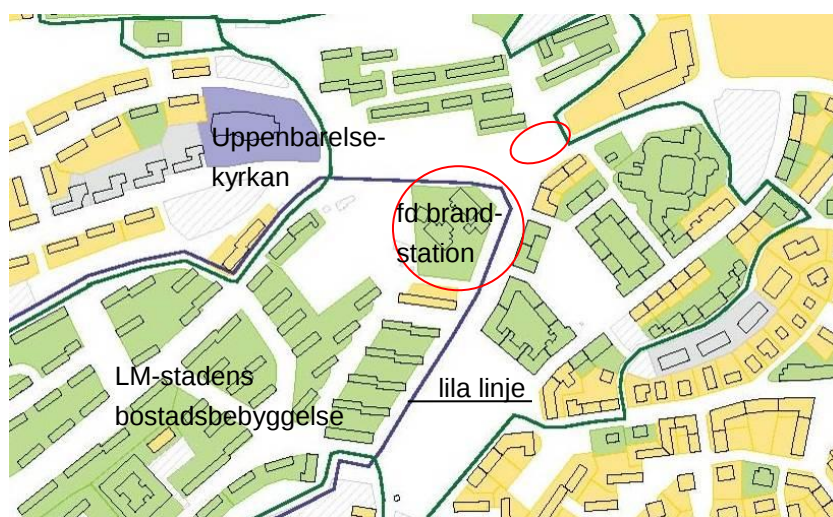 Uppenbarelse-
kyrkan
fd brand-
station
LM-stadens
bostadsbebyggelse
lila linje